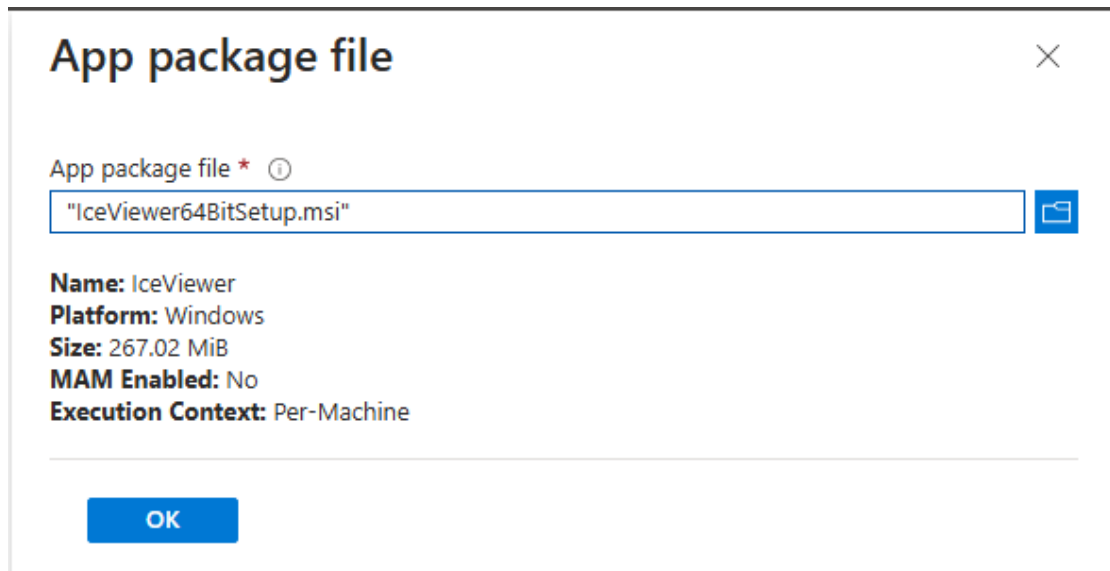 App package file
App package file *
"IceViewer64BitSetup.msi"
Name: IceViewer
Platform: Windows
Size: 267.02 MiB
MAM Enabled: No
Execution Context: Per-Machine
OK